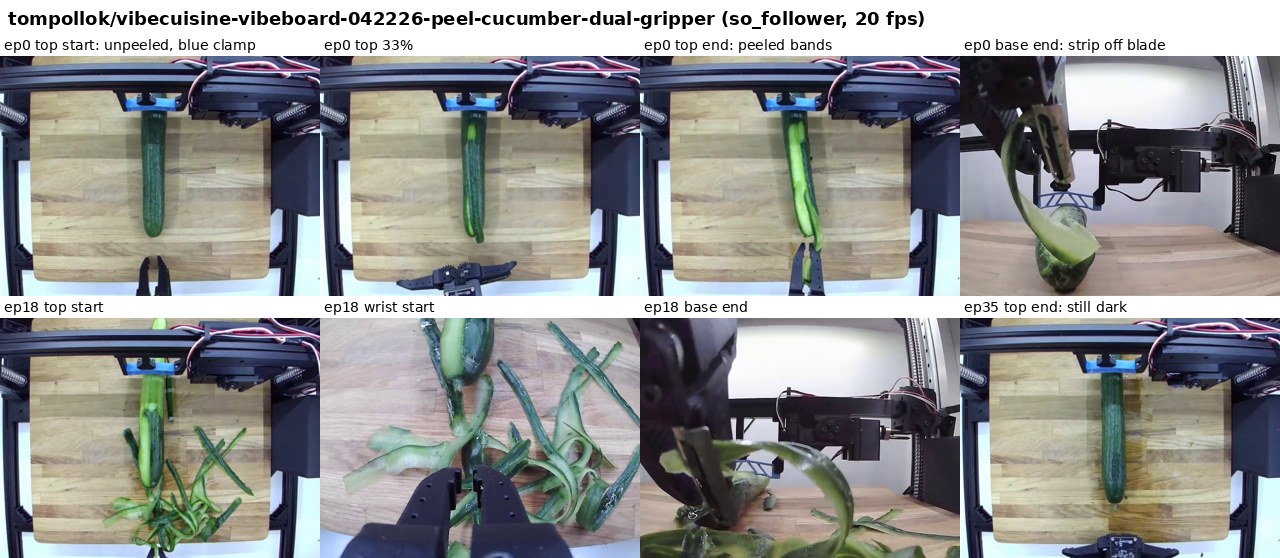 tompollok/vibecuisine-vibeboard-042226-peel-cucumber-dual-gripper (so_follower, 20 fps)
ep0 top start: unpeeled, blue clamp
ep0 top 33%
ep0 top end: peeled bands
ep0 base end: strip off blade
ep18 top start
ep18 wrist start
ep18 base end
ep35 top end: still dark